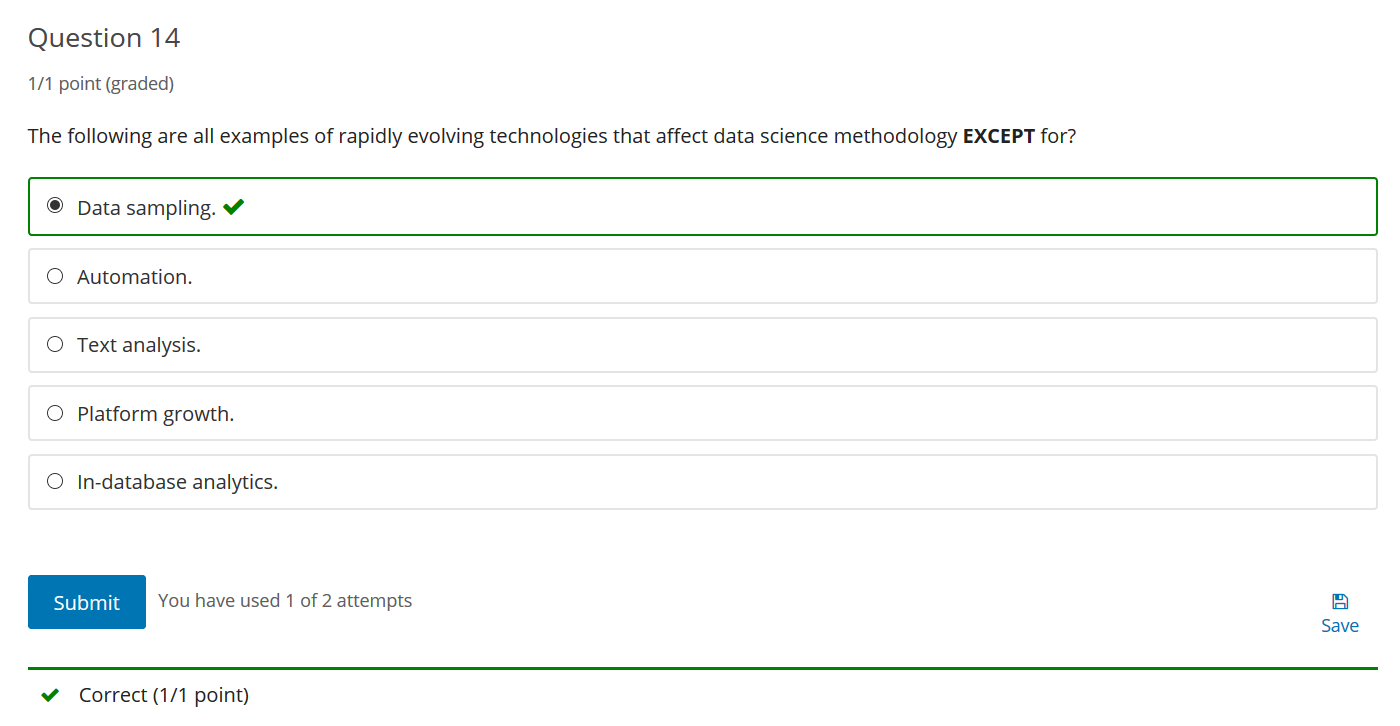 Question 14
1/1 point (graded)
The following are all examples of rapidly evolving technologies that affect data science methodology EXCEPT for?
Data sampling.
Automation.
Text analysis.
Platform growth.
In-database analytics.
Submit
You have used 1 of 2 attempts
Save
Correct (1/1 point)